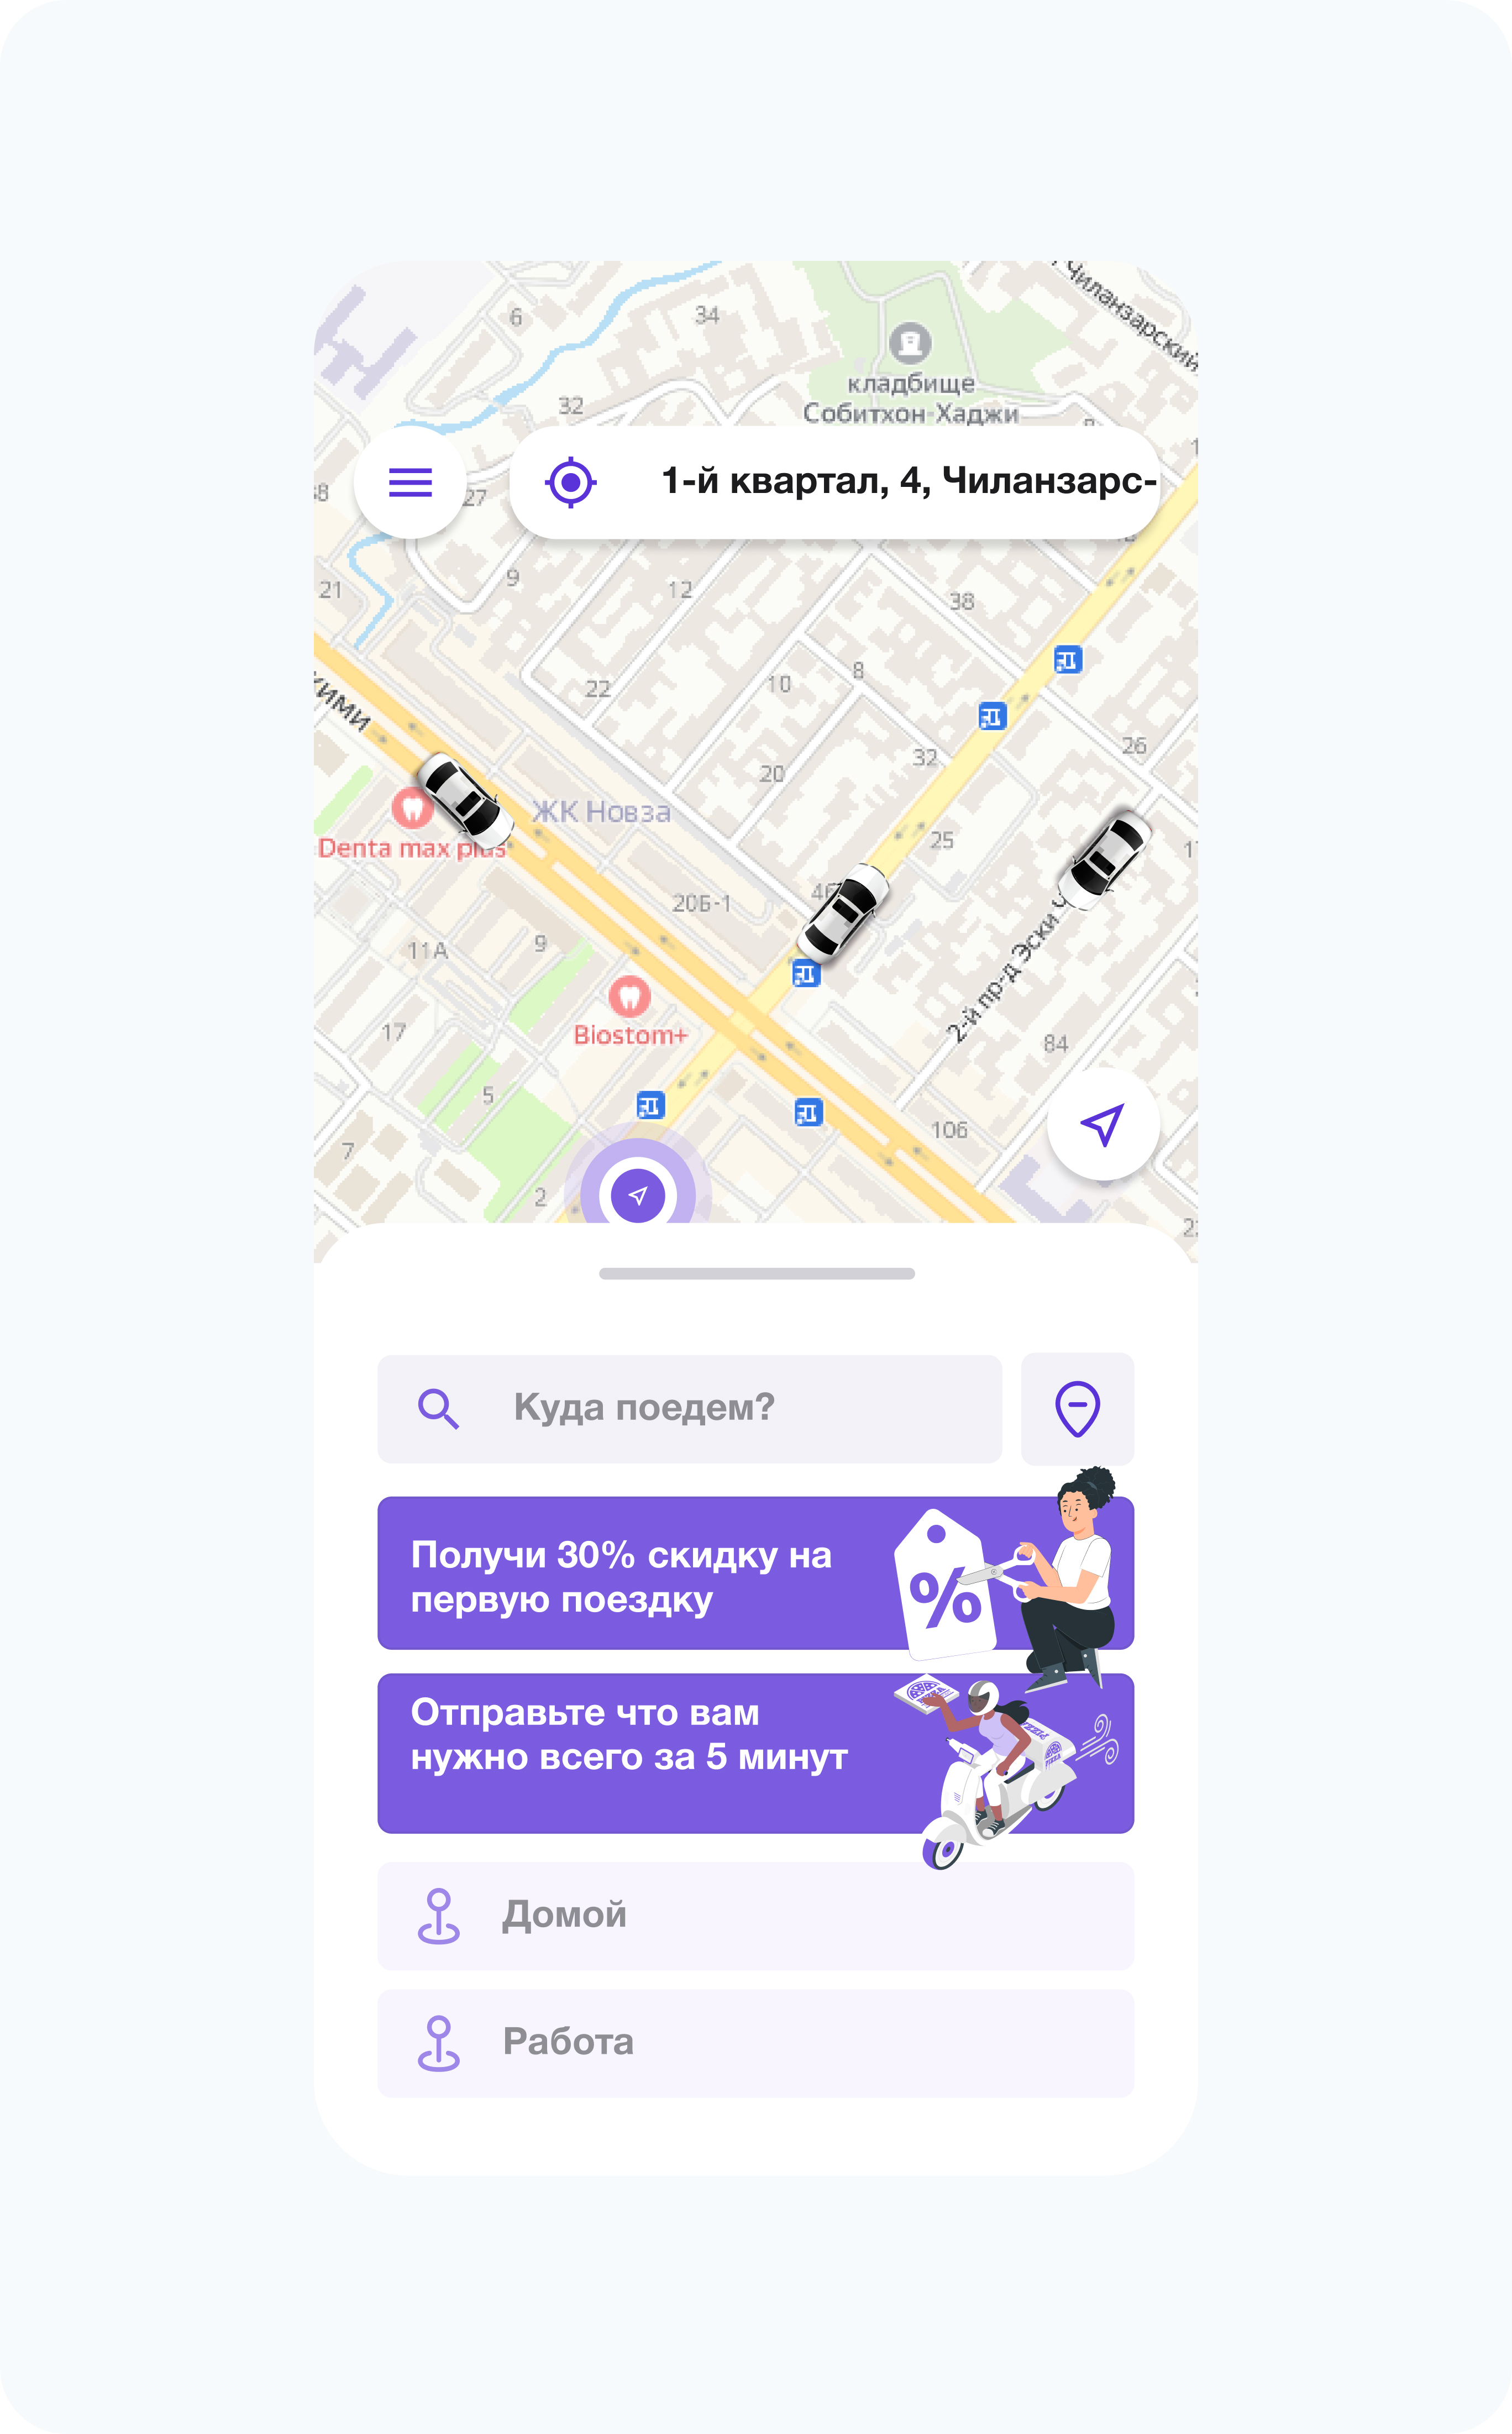 Чиланзарский
6
34
кладбище
Собитхон-Хаджи
32
1-й квартал, 4, Чиланзарс-
27
9
21
12
38
22
10
8
кими
26
32
20
ЖК Новза
Denta max plus
25
20Б-1
11А
9
2-й пр-д Эски
17
Biostom+
84
5
106
7
2
Куда поедем?
Получи 30% скидку на
первую поездку
%
Отправьте что вам
нужно всего за 5 минут
PIZZA
PIZZA
PIZZA
Домой
Работа